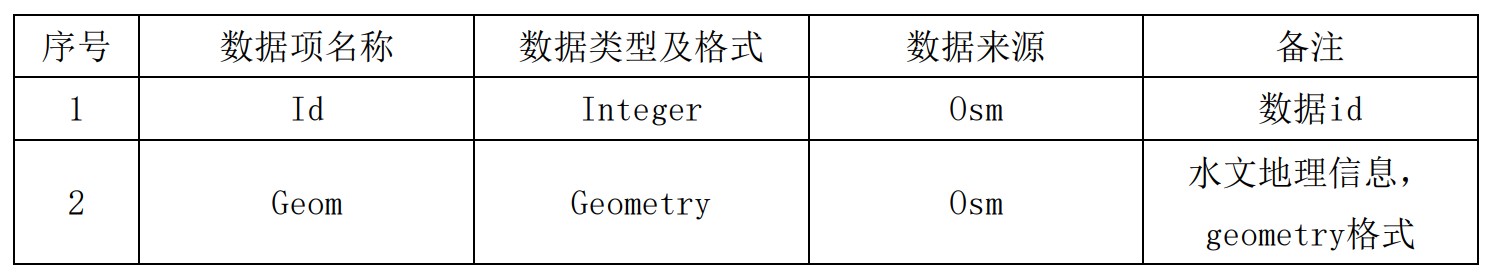 序号 数据项名称 数据类型及格式 数据来源 备注
1 Id Integer Osm 数据id
2 Geom Geometry Osm 水文地理信息，
geometry格式